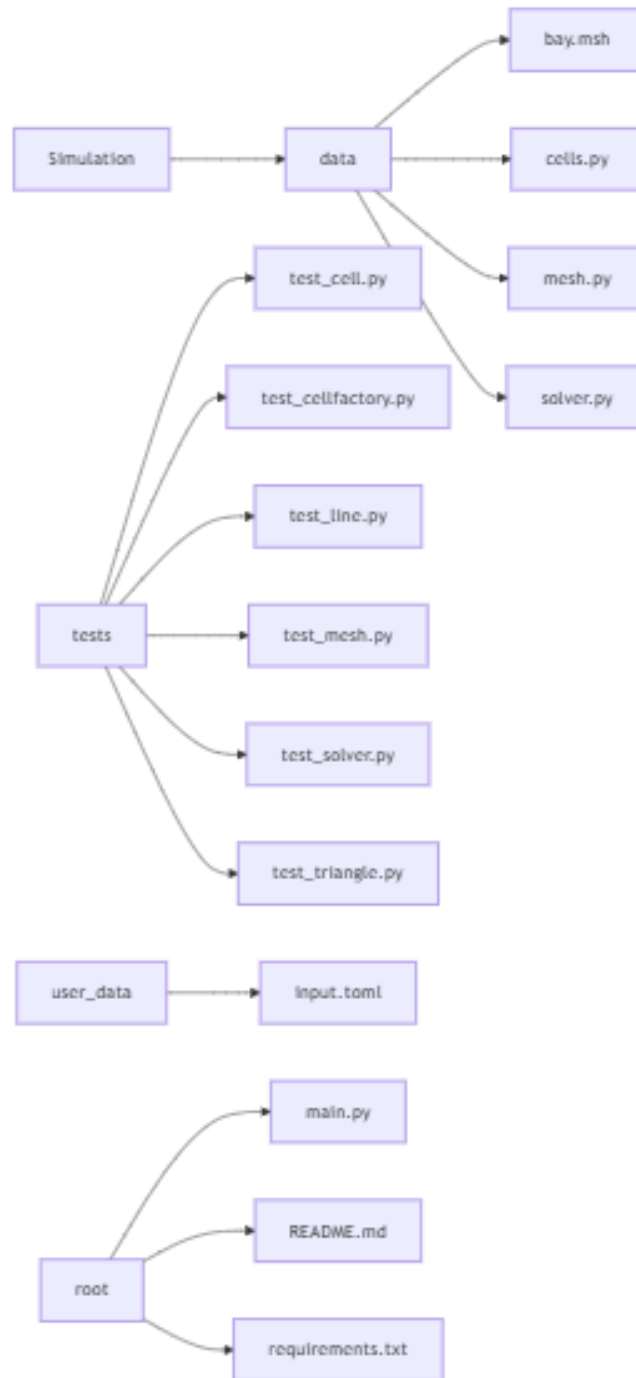 bay.msh
Simulation
data
cells.py
test_cell.py
mesh.py
test_cellfactory.py
solver.py
test_line.py
tests
test_mesh.py
test_solver.py
test_triangle.py
user_data
input.toml
main.py
README.md
root
requirements.txt